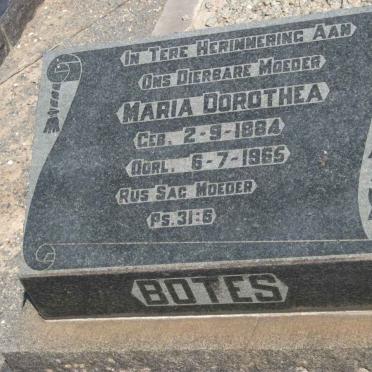 In Tere Herinnering Aan
Ons Dierbare Moeder
Maria Dorothea
Geb. 2-9-1884
Oorl. 6-7-1965
Rus Sag Moeder
Ps. 31:6
BOTES